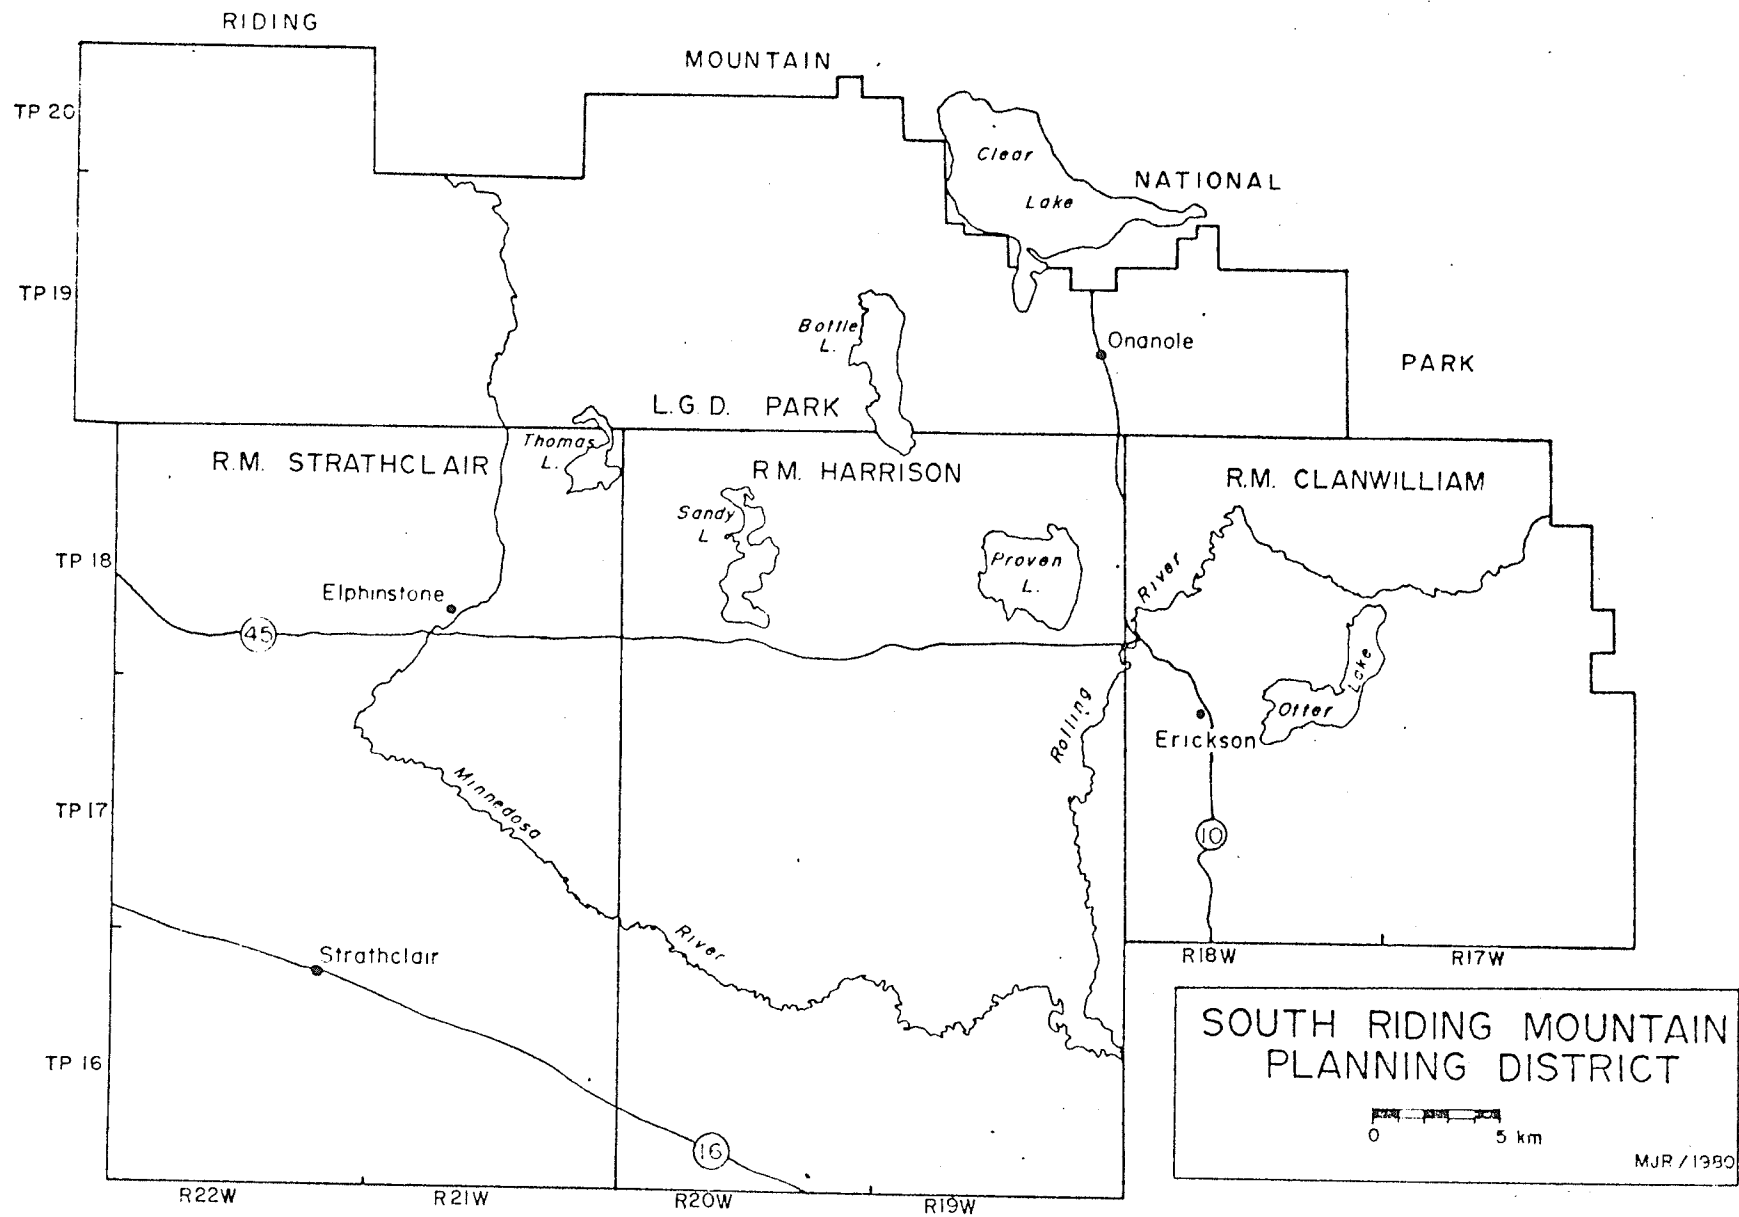 RIDING
MOUNTAIN
TP 20
Clear
Lake
NATIONAL
TP 19
Bottle
L.
Onanole
PARK
L.G.D. PARK
Thomas
L.
R.M. STRATHCLAIR
R.M. HARRISON
R.M. CLANWILLIAM
Sandy
L
Proven
L.
River
TP 18
Elphinstone
45
Lake
Otter
Rolling
Erickson
Minnedosa
TP 17
10
River
Strathclair
R18W
R17W
SOUTH RIDING MOUNTAIN
PLANNING DISTRICT
0 5 km
MJR/1980
TP 16
16
R22W
R21W
R20W
R19W